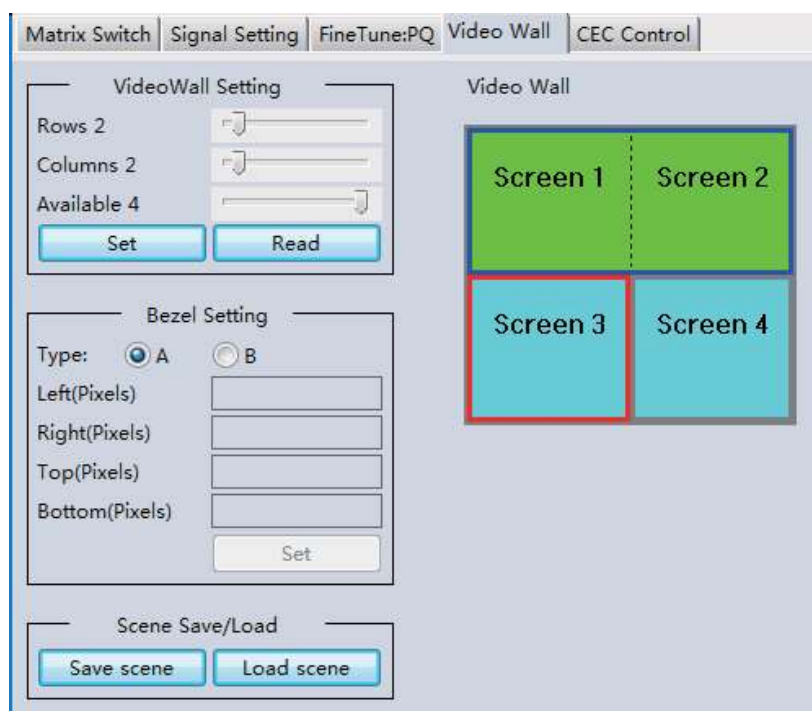 Matrix Switch Signal Setting FineTune:PQ Video Wall CEC Control
VideoWall Setting
Rows 2
Columns 2
Available 4
Set Read
Bezel Setting
Type: A B
Left(Pixels)
Right(Pixels)
Top(Pixels)
Bottom(Pixels)
Set
Scene Save/Load
Save scene Load scene
Video Wall
Screen 1 Screen 2
Screen 3 Screen 4